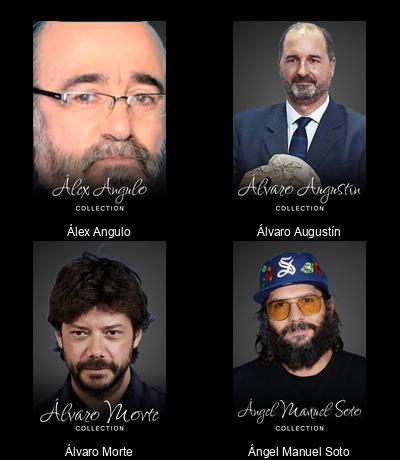 Álex Angulo
COLLECTION
Álvaro Augustín
COLLECTION
Álex Angulo
Álvaro Augustín
S
Álvaro Morte
COLLECTION
Ángel Manuel Soto
COLLECTION
Álvaro Morte
Ángel Manuel Soto